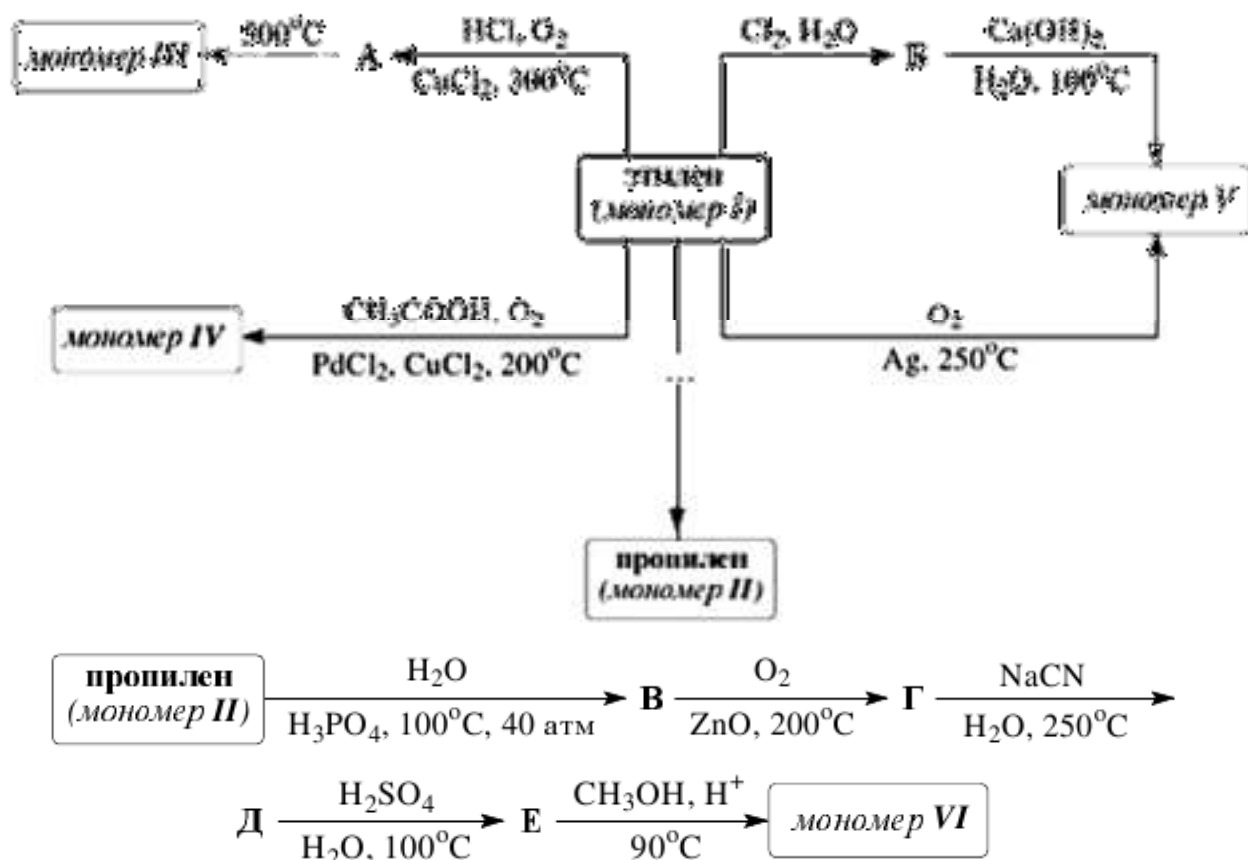 900°C
HCl, O₂
Cl₂, H₂O
Ca(OH)₂
мономер III
А
Б
CuCl₂, 300°C
H₂O, 100°C
этилен
(мономер I)
мономер V
CH₃COOH, O₂
O₂
мономер IV
PdCl₂, CuCl₂, 200°C
Ag, 250°C
...
пропилен
(мономер II)
пропилен
(мономер II)
H₂O
H₃PO₄, 100°C, 40 атм
В
O₂
ZnO, 200°C
Г
NaCN
H₂O, 250°C
Д
H₂SO₄
H₂O, 100°C
Е
CH₃OH, H⁺
90°C
мономер VI